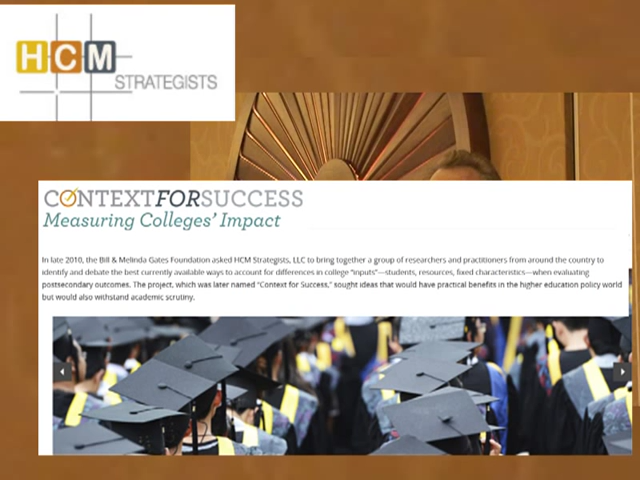 HCM
STRATEGISTS
CONTEXTFORSUCCESS
Measuring Colleges' Impact
In late 2010, the Bill & Melinda Gates Foundation asked HCM Strategists, LLC to bring together a group of researchers and practitioners from around the country to
identify and debate the best currently available ways to account for differences in college "inputs"—students, resources, fixed characteristics—when evaluating
postsecondary outcomes. The project, which was later named "Context for Success," sought ideas that would have practical benefits in the higher education policy world
but would also withstand academic scrutiny.